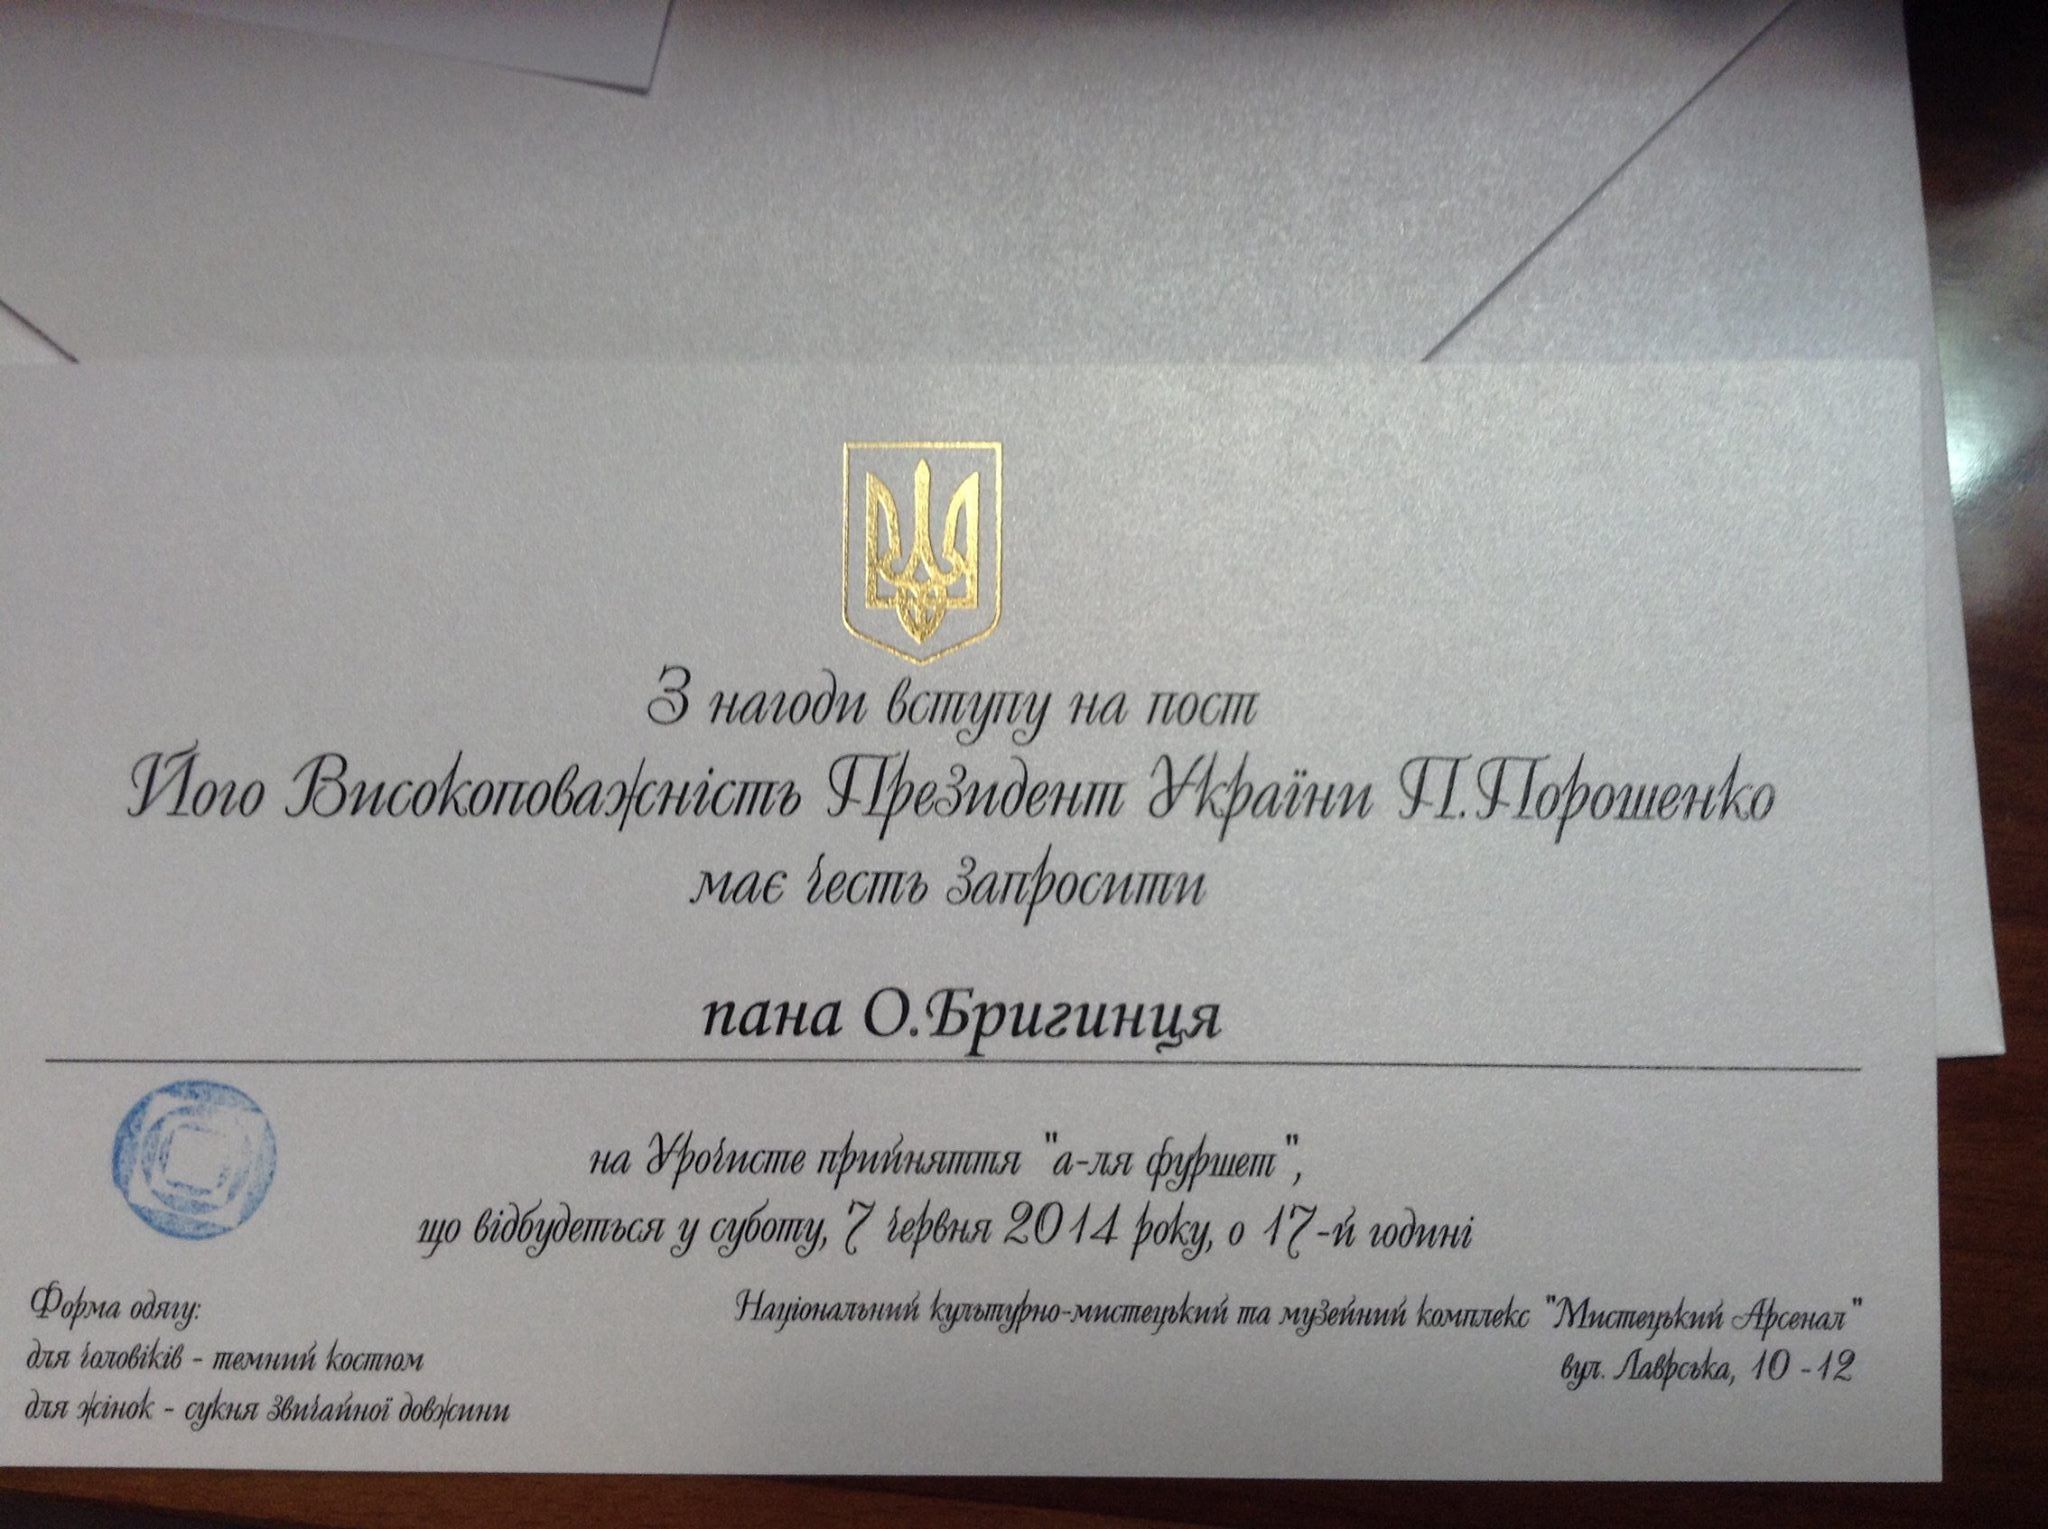 З нагоди вступу на пост
Його Високоповажність Президент України П.Порошенко
має честь запросити
пана О.Бригинця
на Урочисте прийняття "а-ля фуршет",
що відбудеться у суботу, 7 червня 2014 року, о 17-й годині
Форма одягу:
для чоловіків - темний костюм
для жінок - сукня звичайної довжини
Національний культурно-мистецький та музейний комплекс "Мистецький Арсенал"
вул. Лаврська, 10 -12